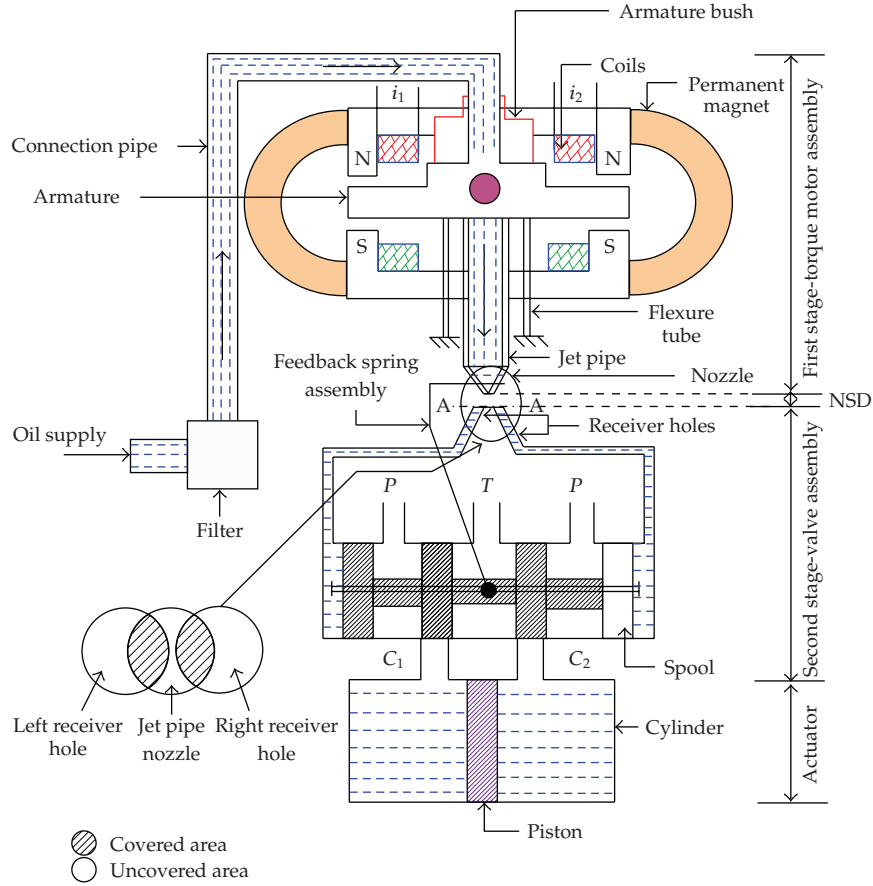 Armature bush
Coils
Permanent
magnet
i1
i2
Connection pipe
N
N
Armature
S
S
Flexure
tube
First stage-torque motor assembly
Feedback spring
assembly
Jet pipe
Nozzle
NSD
A
A
Receiver holes
Oil supply
Filter
P
T
P
Second stage-valve assembly
C1
C2
Spool
Left receiver
hole
Jet pipe
nozzle
Right receiver
hole
Cylinder
Actuator
Piston
Covered area
Uncovered area